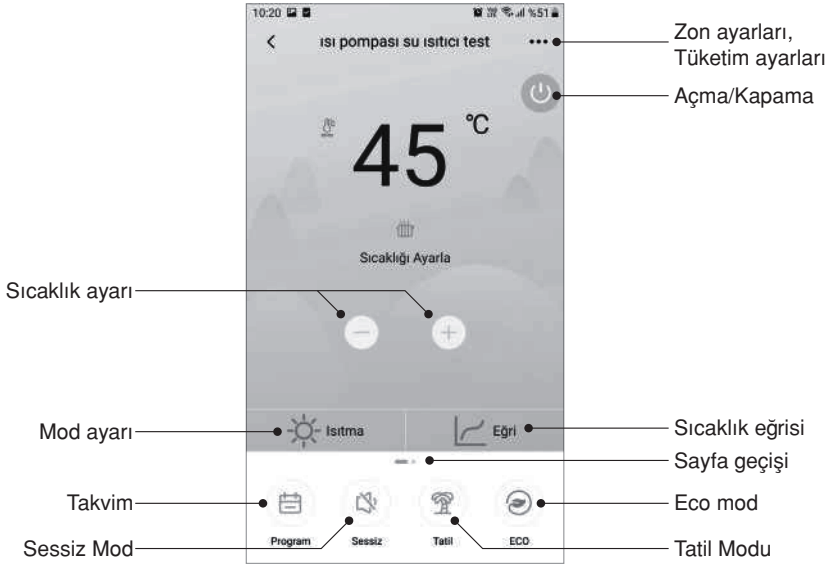 10:20 %51
ısı pompası su ısıtıcı test
Zon ayarları,
Tüketim ayarları
Açma/Kapama
45 °C
Sıcaklığı Ayarla
Sıcaklık ayarı
Mod ayarı
Isıtma
Eğri
Sıcaklık eğrisi
Sayfa geçişi
Takvim
Eco mod
Program
Sessiz
Tatil
ECO
Sessiz Mod
Tatil Modu